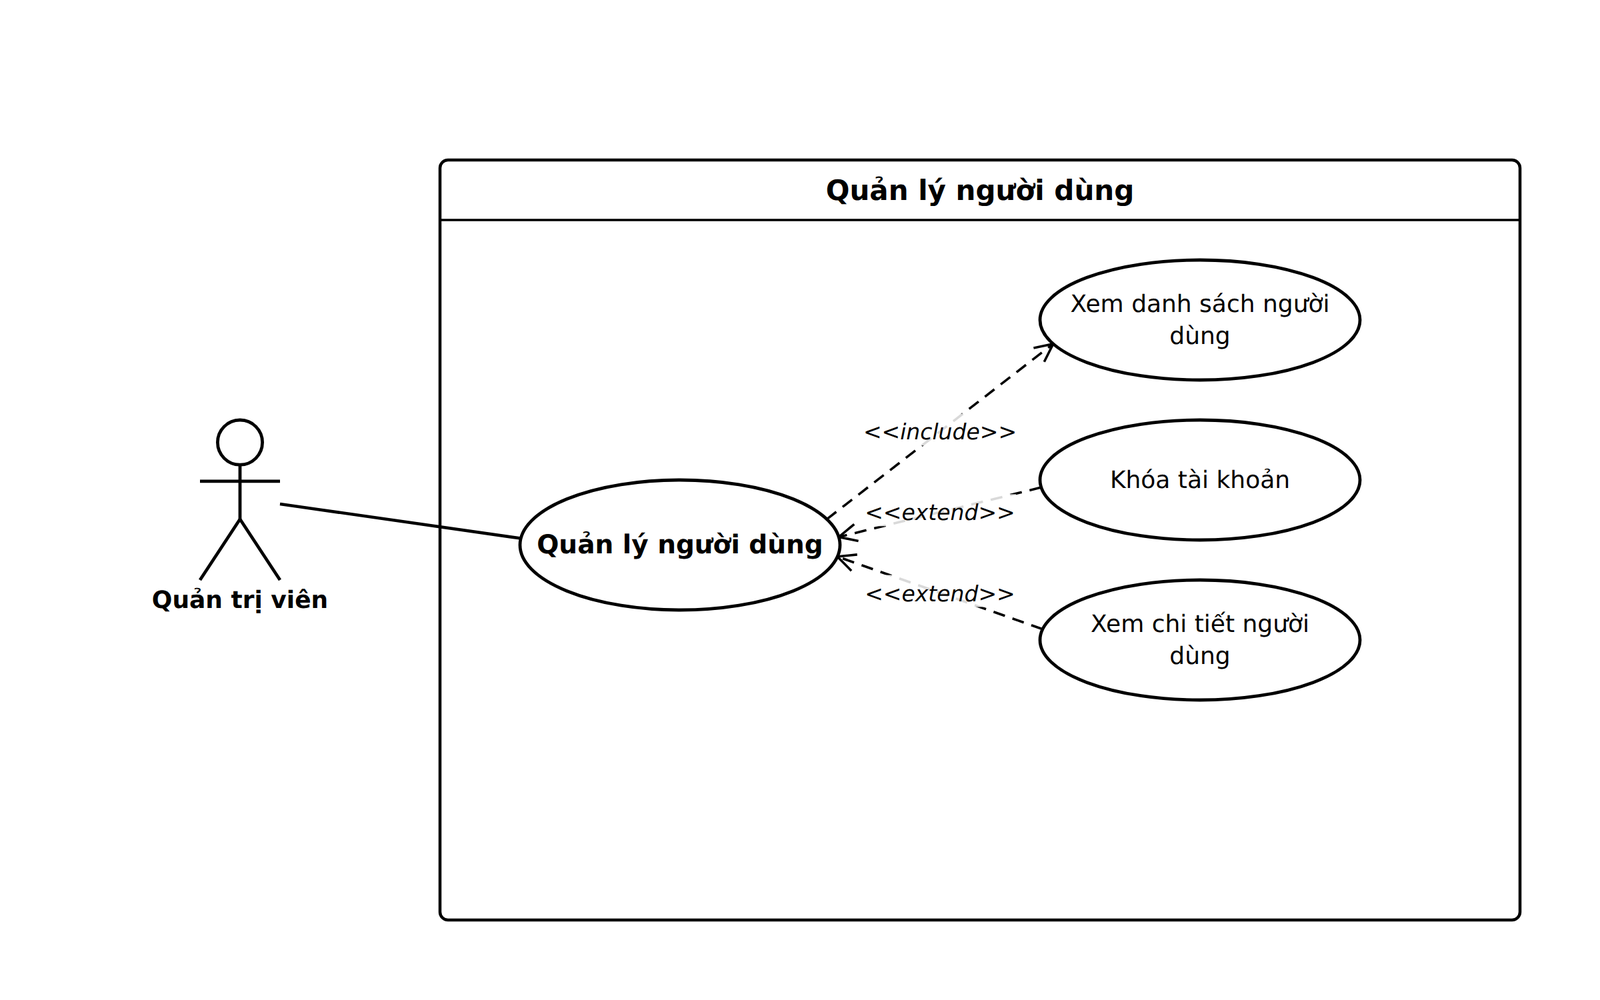 Quản lý người dùng
Xem danh sách người
dùng
<<include>>
Khóa tài khoản
<<extend>>
Quản lý người dùng
<<extend>>
Quản trị viên
Xem chi tiết người
dùng